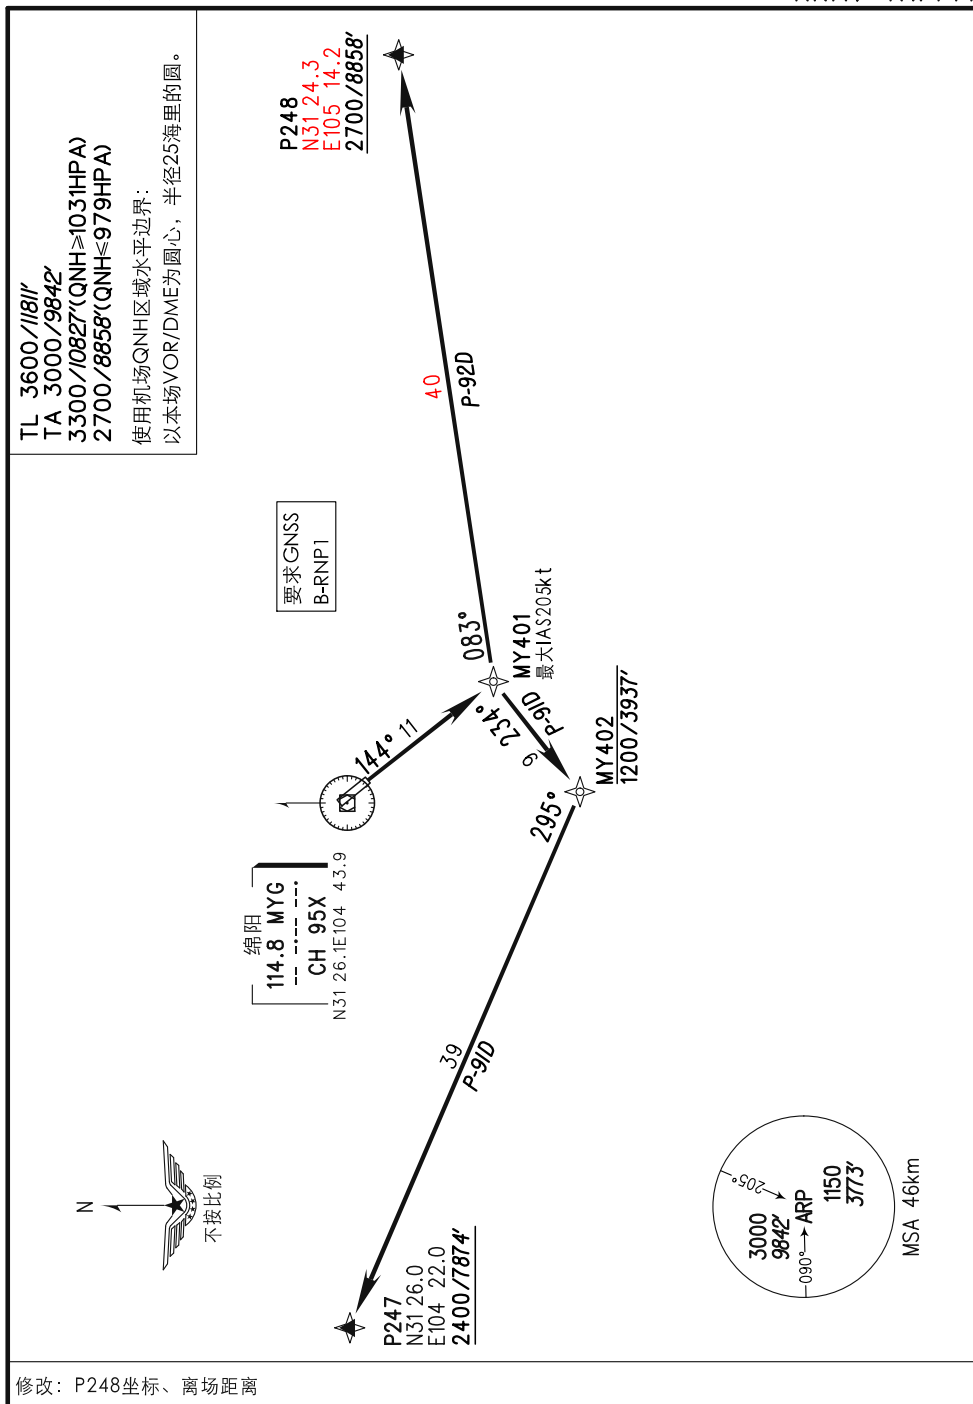 TL 3600/11811'
TA 3000/9842'
3300/10827'(QNH≥1031HPA)
2700/8858'(QNH≤979HPA)
使用机场QNH区域水平边界：
以本场VOR/DME为圆心，半径25海里的圆。
P248
N31 24.3
E105 14.2
2700/8858'
40
P-92D
要求GNSS
B-RNP1
083°
MY401
最大IAS205kt
144° 11
234°
P-91D
9
MY402
1200/3937'
295°
绵阳
114.8 MYG
CH 95X
N31 26.1E104 43.9
39
P-91D
N
不按比例
P247
N31 26.0
E104 22.0
2400/7874'
205°
3000
9842'
090°
ARP
1150
3773'
MSA 46km
修改：P248坐标、离场距离